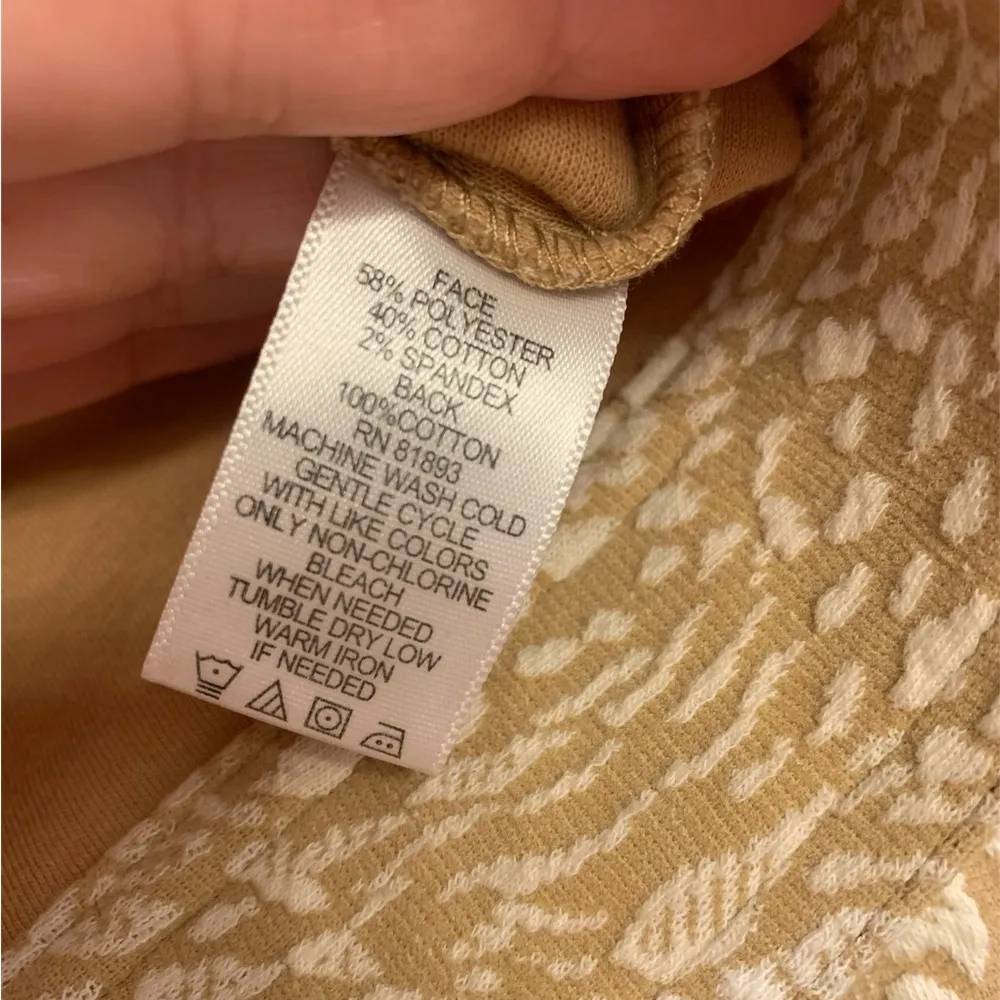 FACE
58% POLYESTER
40% COTTON
2% SPANDEX
BACK
100%COTTON
RN 81893
MACHINE WASH COLD
GENTLE CYCLE
WITH LIKE COLORS
ONLY NON-CHLORINE
BLEACH
WHEN NEEDED
TUMBLE DRY LOW
WARM IRON
IF NEEDED